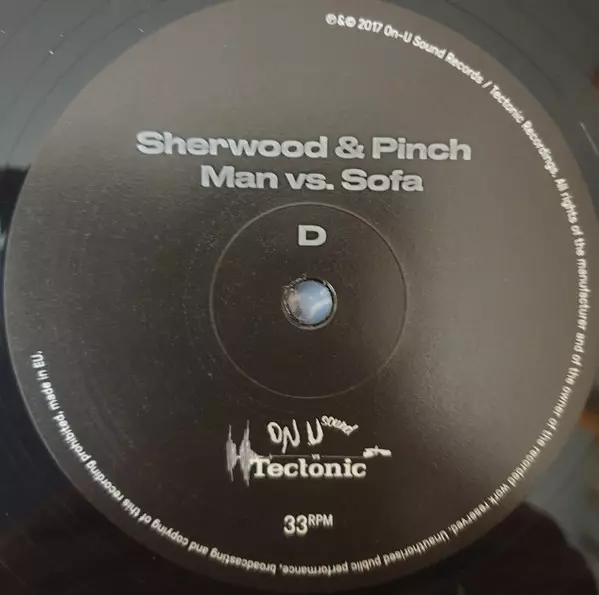 ℗&© 2017 On-U Sound Records / Tectonic Recordings. All rights of the manufacturer and of the owner of the recorded work reserved. Unauthorised public performance, broadcasting and copying of this recording prohibited, made in EU.
Sherwood & Pinch
Man vs. Sofa
D
ON U Sound
vs
Tectonic
33RPM